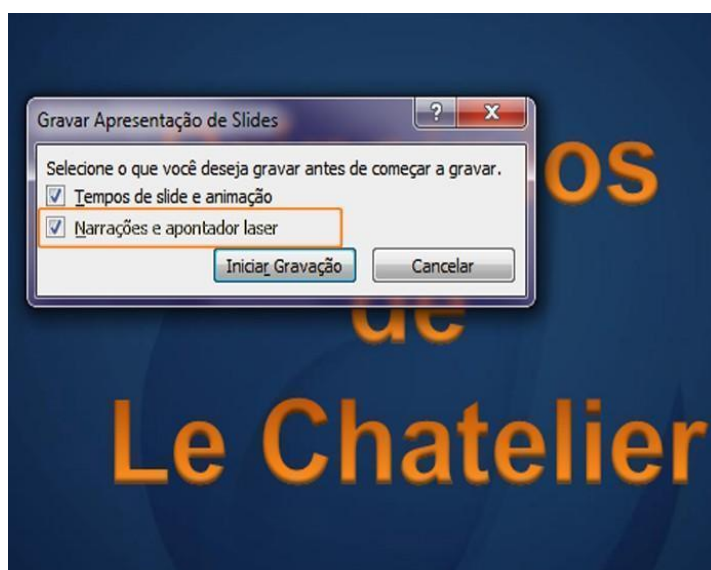 Gravar Apresentação de Slides
Selecione o que você deseja gravar antes de começar a gravar.
Tempos de slide e animação
Narrações e apontador laser
Iniciar Gravação
Cancelar
os
de
Le Chatelier